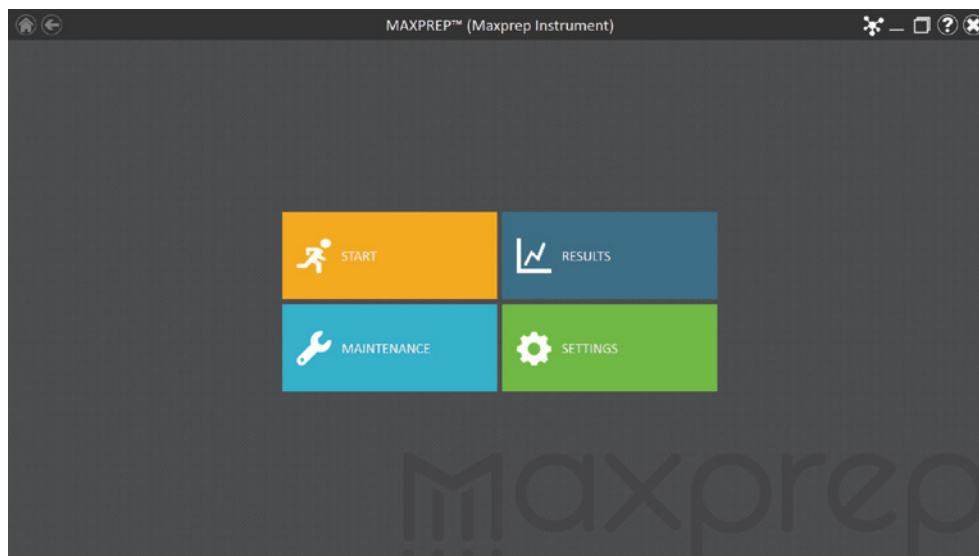 MAXPREP™ (Maxprep Instrument)
START
RESULTS
MAINTENANCE
SETTINGS
maxprep